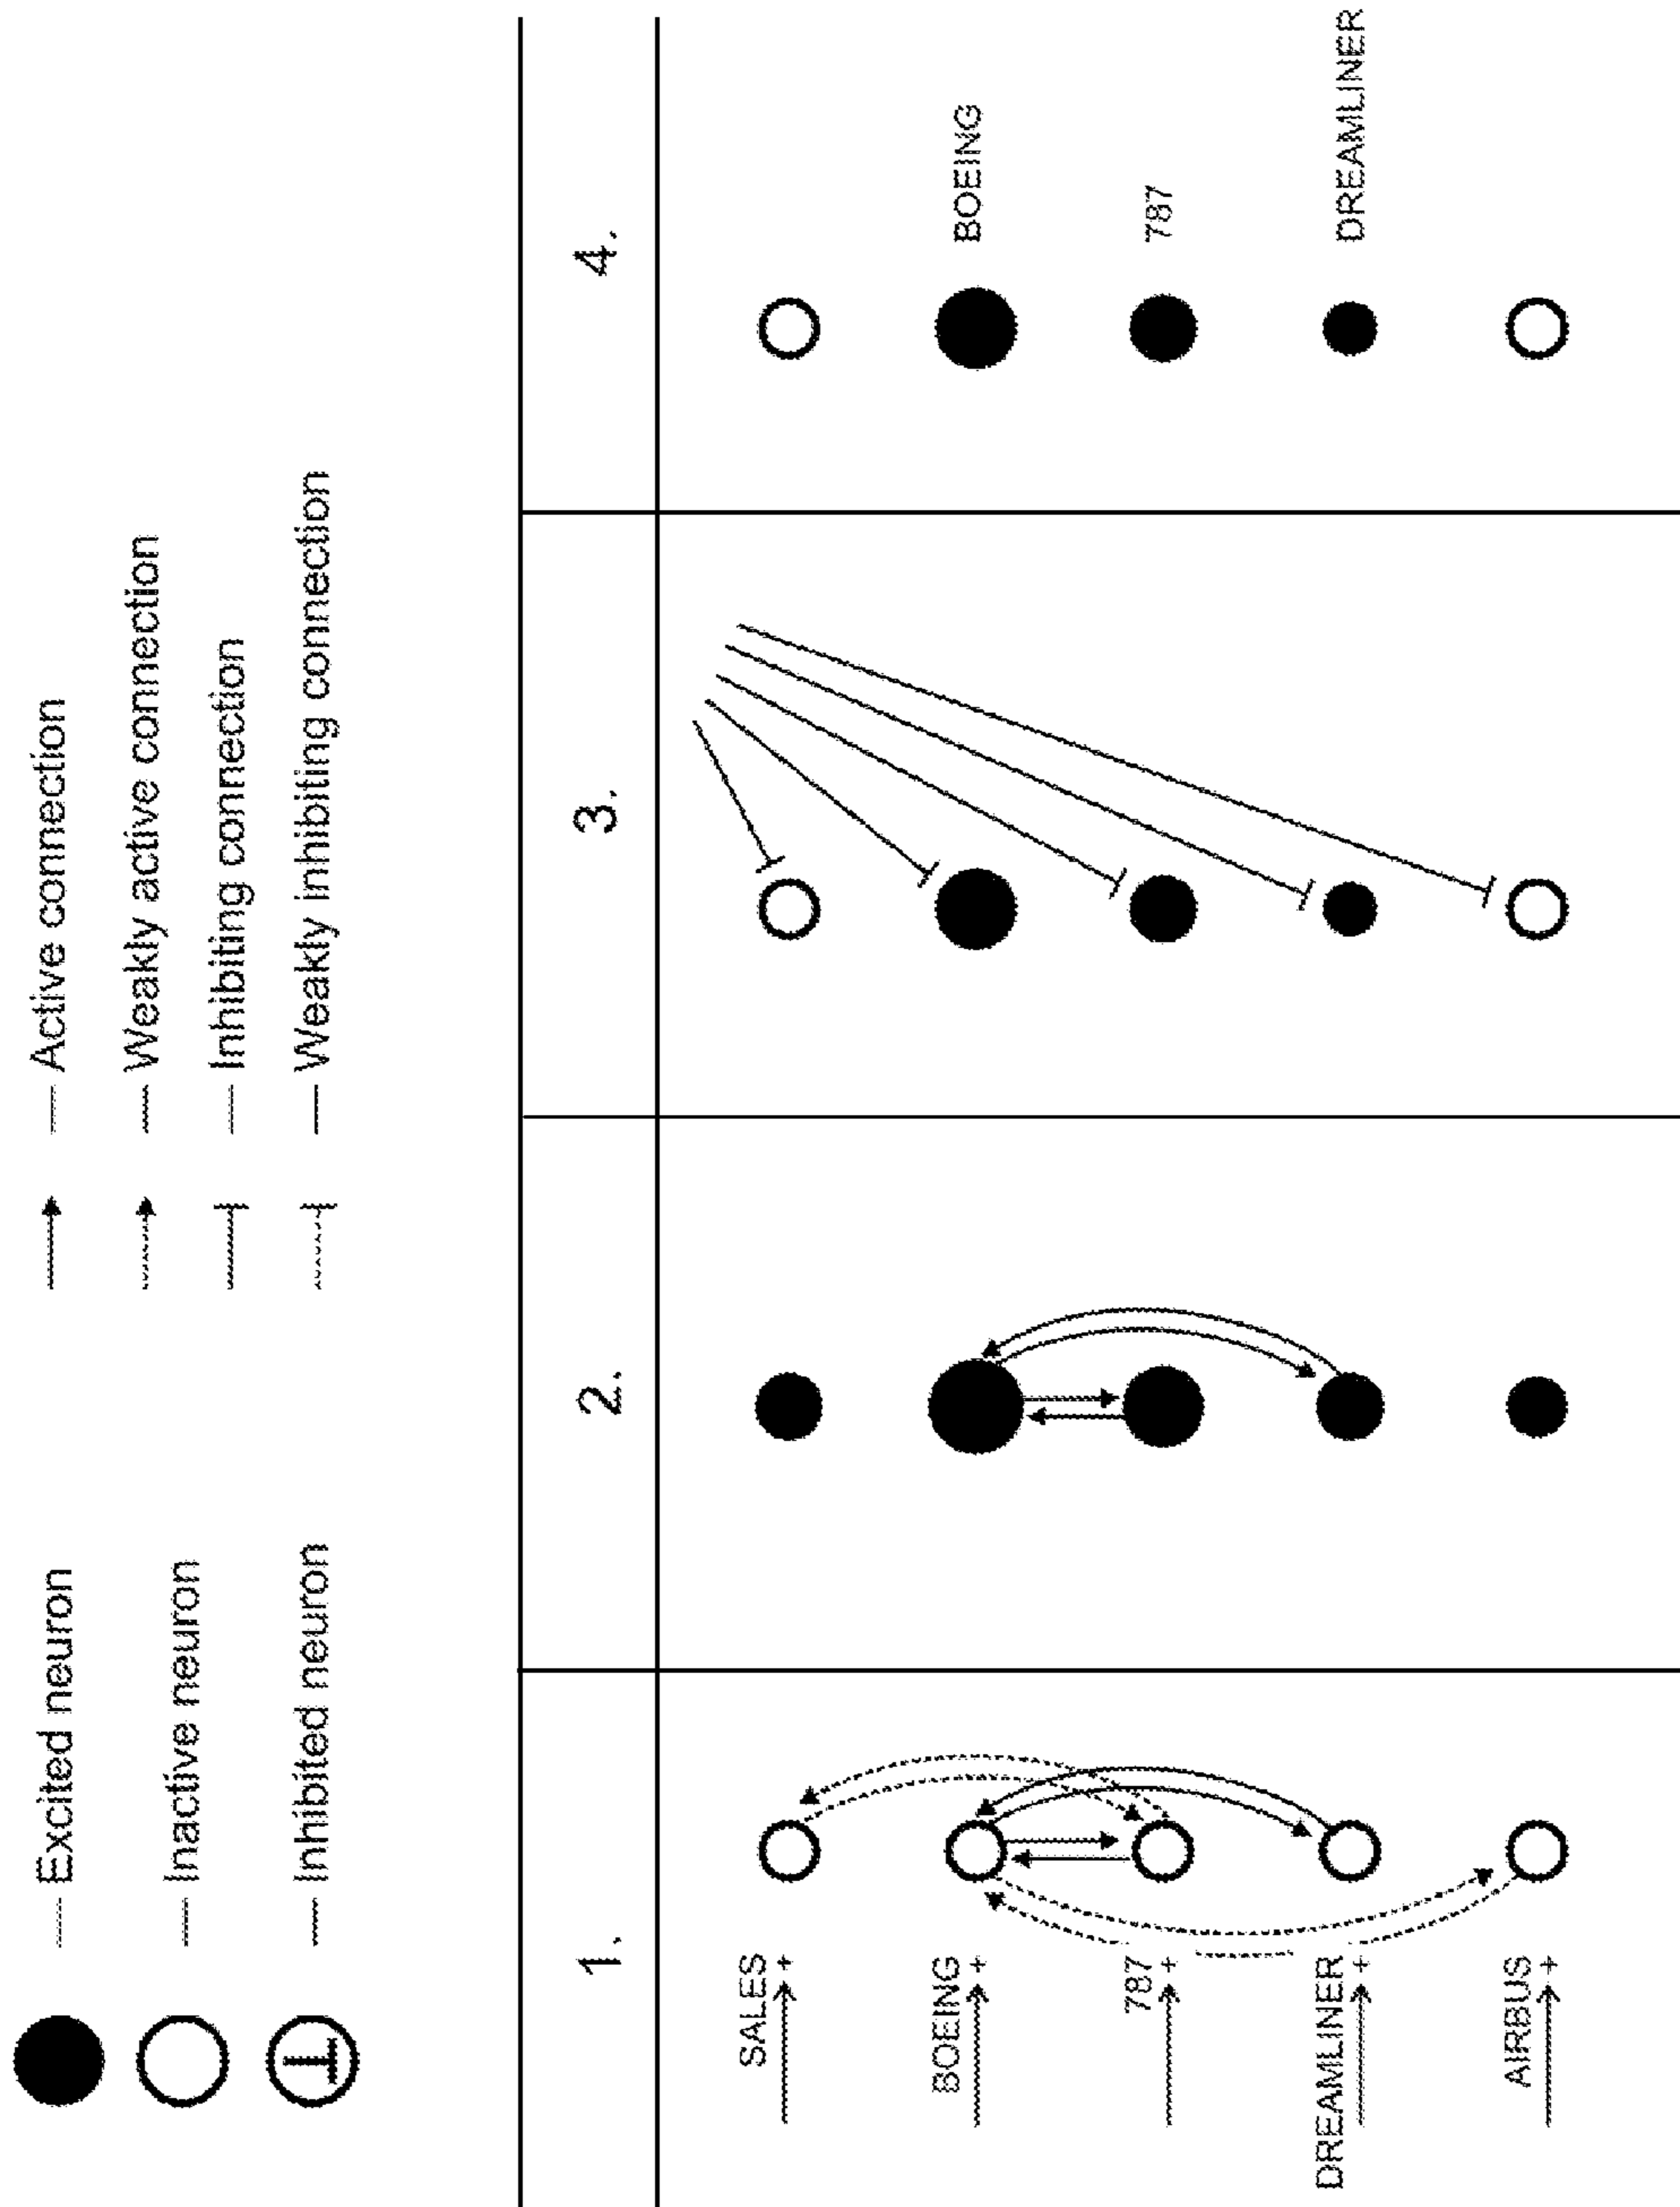 — Excited neuron
— Inactive neuron
— Inhibited neuron
— Active connection
— Weakly active connection
— Inhibiting connection
— Weakly inhibiting connection
1.
2.
3.
4.
SALES
+
BOEING
+
787
+
DREAMLINER
+
AIRBUS
+
BOEING
787
DREAMLINER